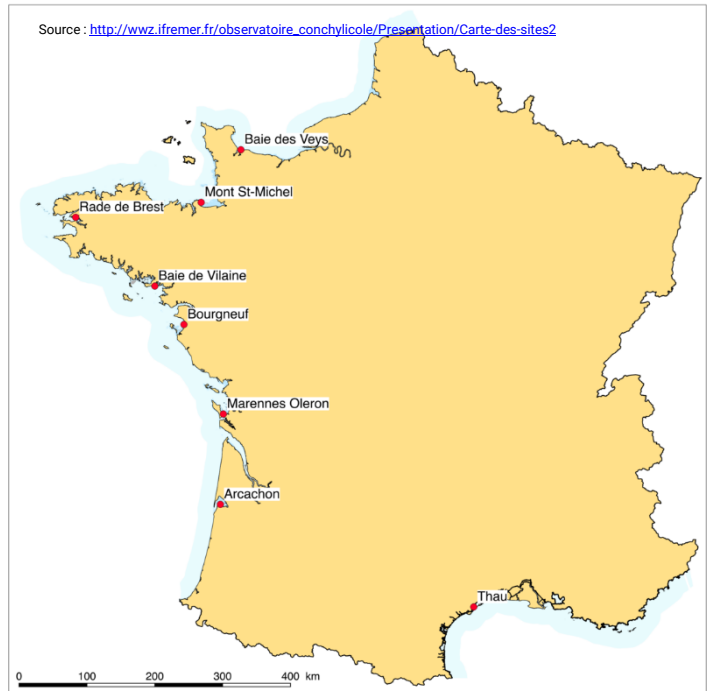 Source : http://wwz.ifremer.fr/observatoire_conchylicole/Presentation/Carte-des-sites2
Baie des Veys
Mont St-Michel
Rade de Brest
Baie de Vilaine
Bourgneuf
Marennes Oleron
Arcachon
Thau
0 100 200 300 400 km